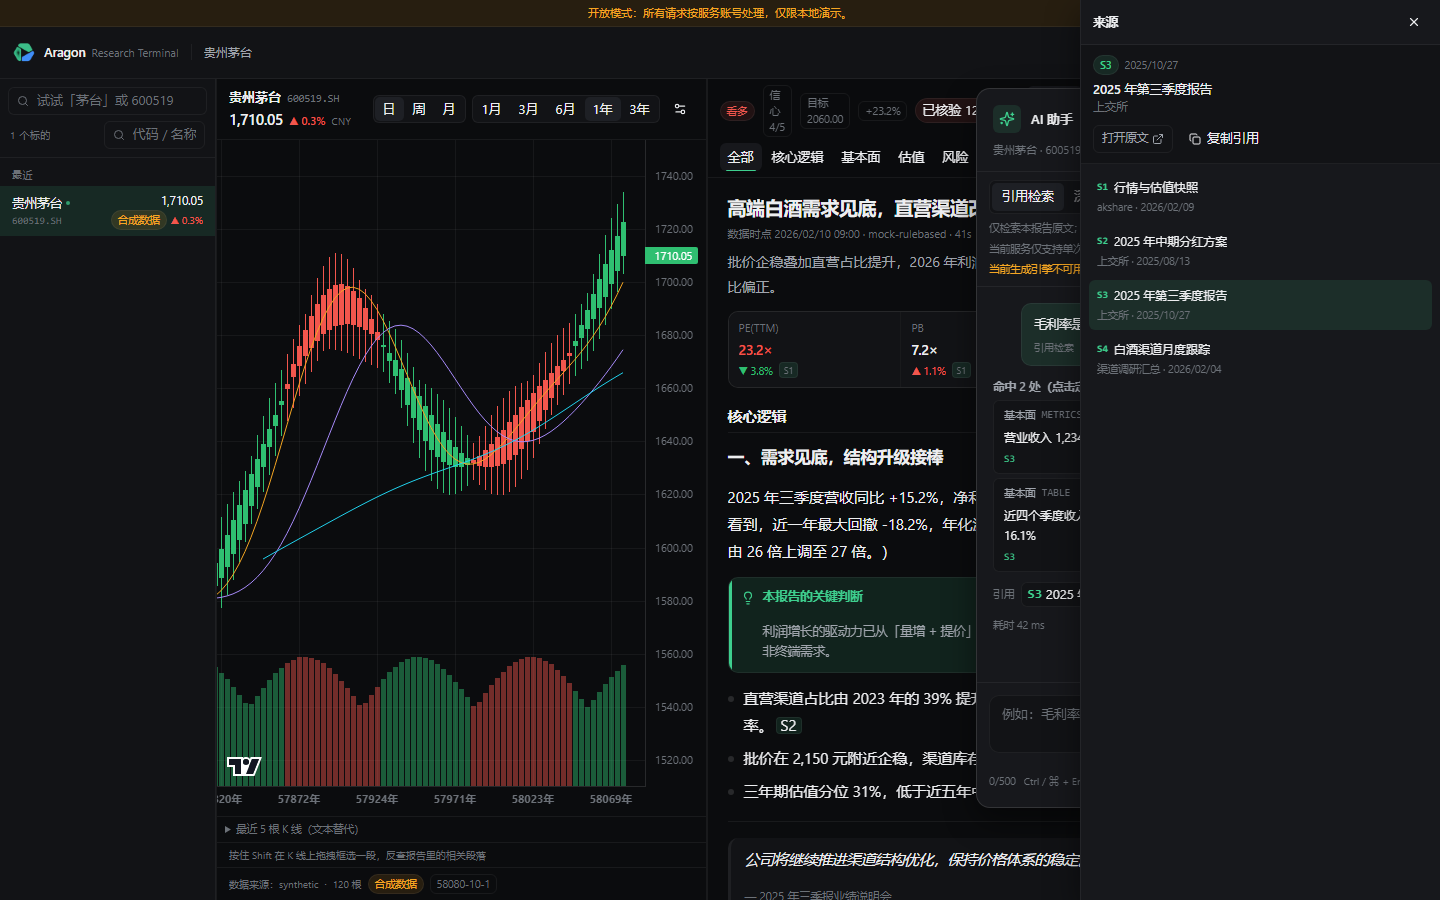 开放模式：所有请求按服务账号处理，仅限本地演示。
Aragon Research Terminal 贵州茅台
试试「茅台」或 600519
1 个标的
代码 / 名称
最近
贵州茅台 1,710.05
600519.SH 合成数据 ▲ 0.3%
贵州茅台 600519.SH
1,710.05 ▲ 0.3% CNY
日 周 月
1月 3月 6月 1年 3年
1740.00
1720.00
1710.05
1700.00
1680.00
1660.00
1640.00
1620.00
1600.00
1580.00
1560.00
1540.00
1520.00
320年 57872年 57924年 57971年 58023年 58069年
▶ 最近 5 根 K 线（文本替代）
按住 Shift 在 K 线上拖拽框选一段，反查报告里的相关段落
数据来源：synthetic · 120 根 合成数据 58080-10-1
看多
信心 4/5
目标 2060.00
+23.2%
已核验 12
全部 核心逻辑 基本面 估值 风险
高端白酒需求见底，直营渠道改
数据时点 2026/02/10 09:00 · mock-rulebased · 41s
批价企稳叠加直营占比提升，2026 年利润
比偏正。
PE(TTM)
23.2×
▼ 3.8% S1
PB
7.2×
▲ 1.1% S1
核心逻辑
一、需求见底，结构升级接棒
2025 年三季度营收同比 +15.2%，净利
看到，近一年最大回撤 -18.2%，年化波
由 26 倍上调至 27 倍。)
本报告的关键判断
利润增长的驱动力已从「量增 + 提价」
非终端需求。
直营渠道占比由 2023 年的 39% 提升
率。 S2
批价在 2,150 元附近企稳，渠道库存
三年期估值分位 31%，低于近五年中
公司将继续推进渠道结构优化，保持价格体系的稳定
— 2025 年三季报业绩说明会
AI 助手
贵州茅台 · 60051
引用检索
仅检索本报告原文；
当前服务仅支持单次
当前生成引擎不可用
毛利率是
引用检索
命中 2 处（点击定
基本面 METRICS
营业收入 1,234
S3
基本面 TABLE
近四个季度收入
16.1%
S3
引用 S3 2025 年
耗时 42 ms
例如：毛利率
0/500 Ctrl / ⌘ + En
来源
S3 2025/10/27
2025 年第三季度报告
上交所
打开原文
复制引用
S1 行情与估值快照
akshare · 2026/02/09
S2 2025 年中期分红方案
上交所 · 2025/08/13
S3 2025 年第三季度报告
上交所 · 2025/10/27
S4 白酒渠道月度跟踪
渠道调研汇总 · 2026/02/04